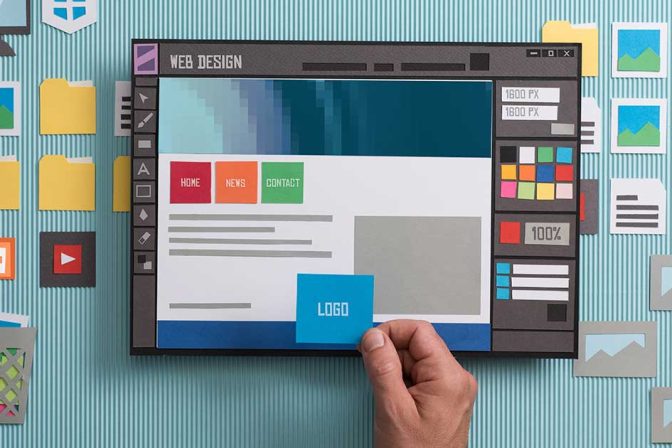 WEB DESIGN
1600 PX
1600 PX
HOME
NEWS
CONTACT
100%
LOGO